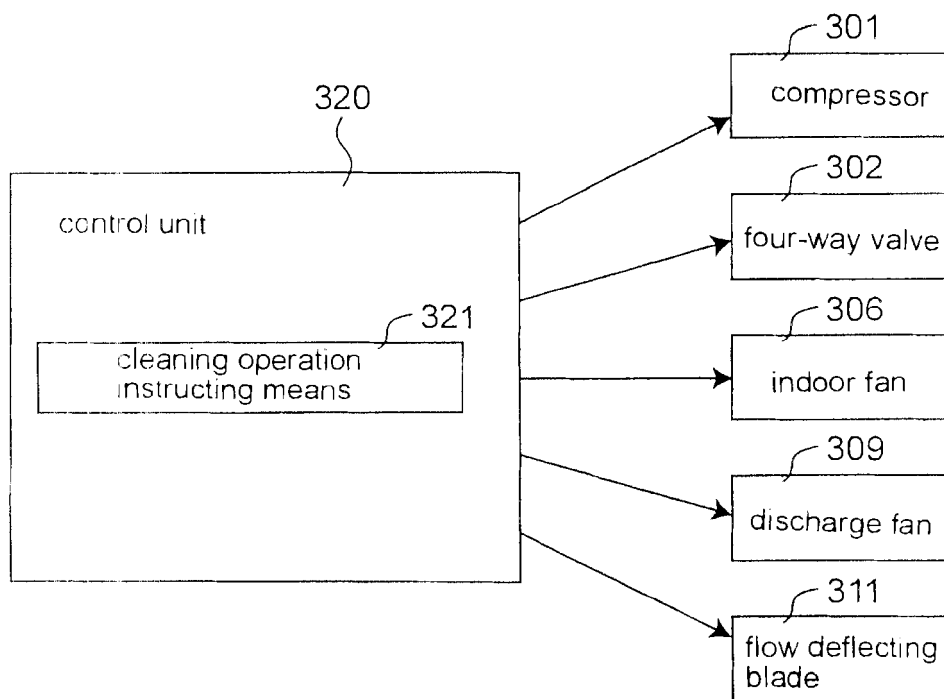 301
compressor
320
302
control unit
four-way valve
321
306
cleaning operation
instructing means
indoor fan
309
discharge fan
311
flow deflecting
blade